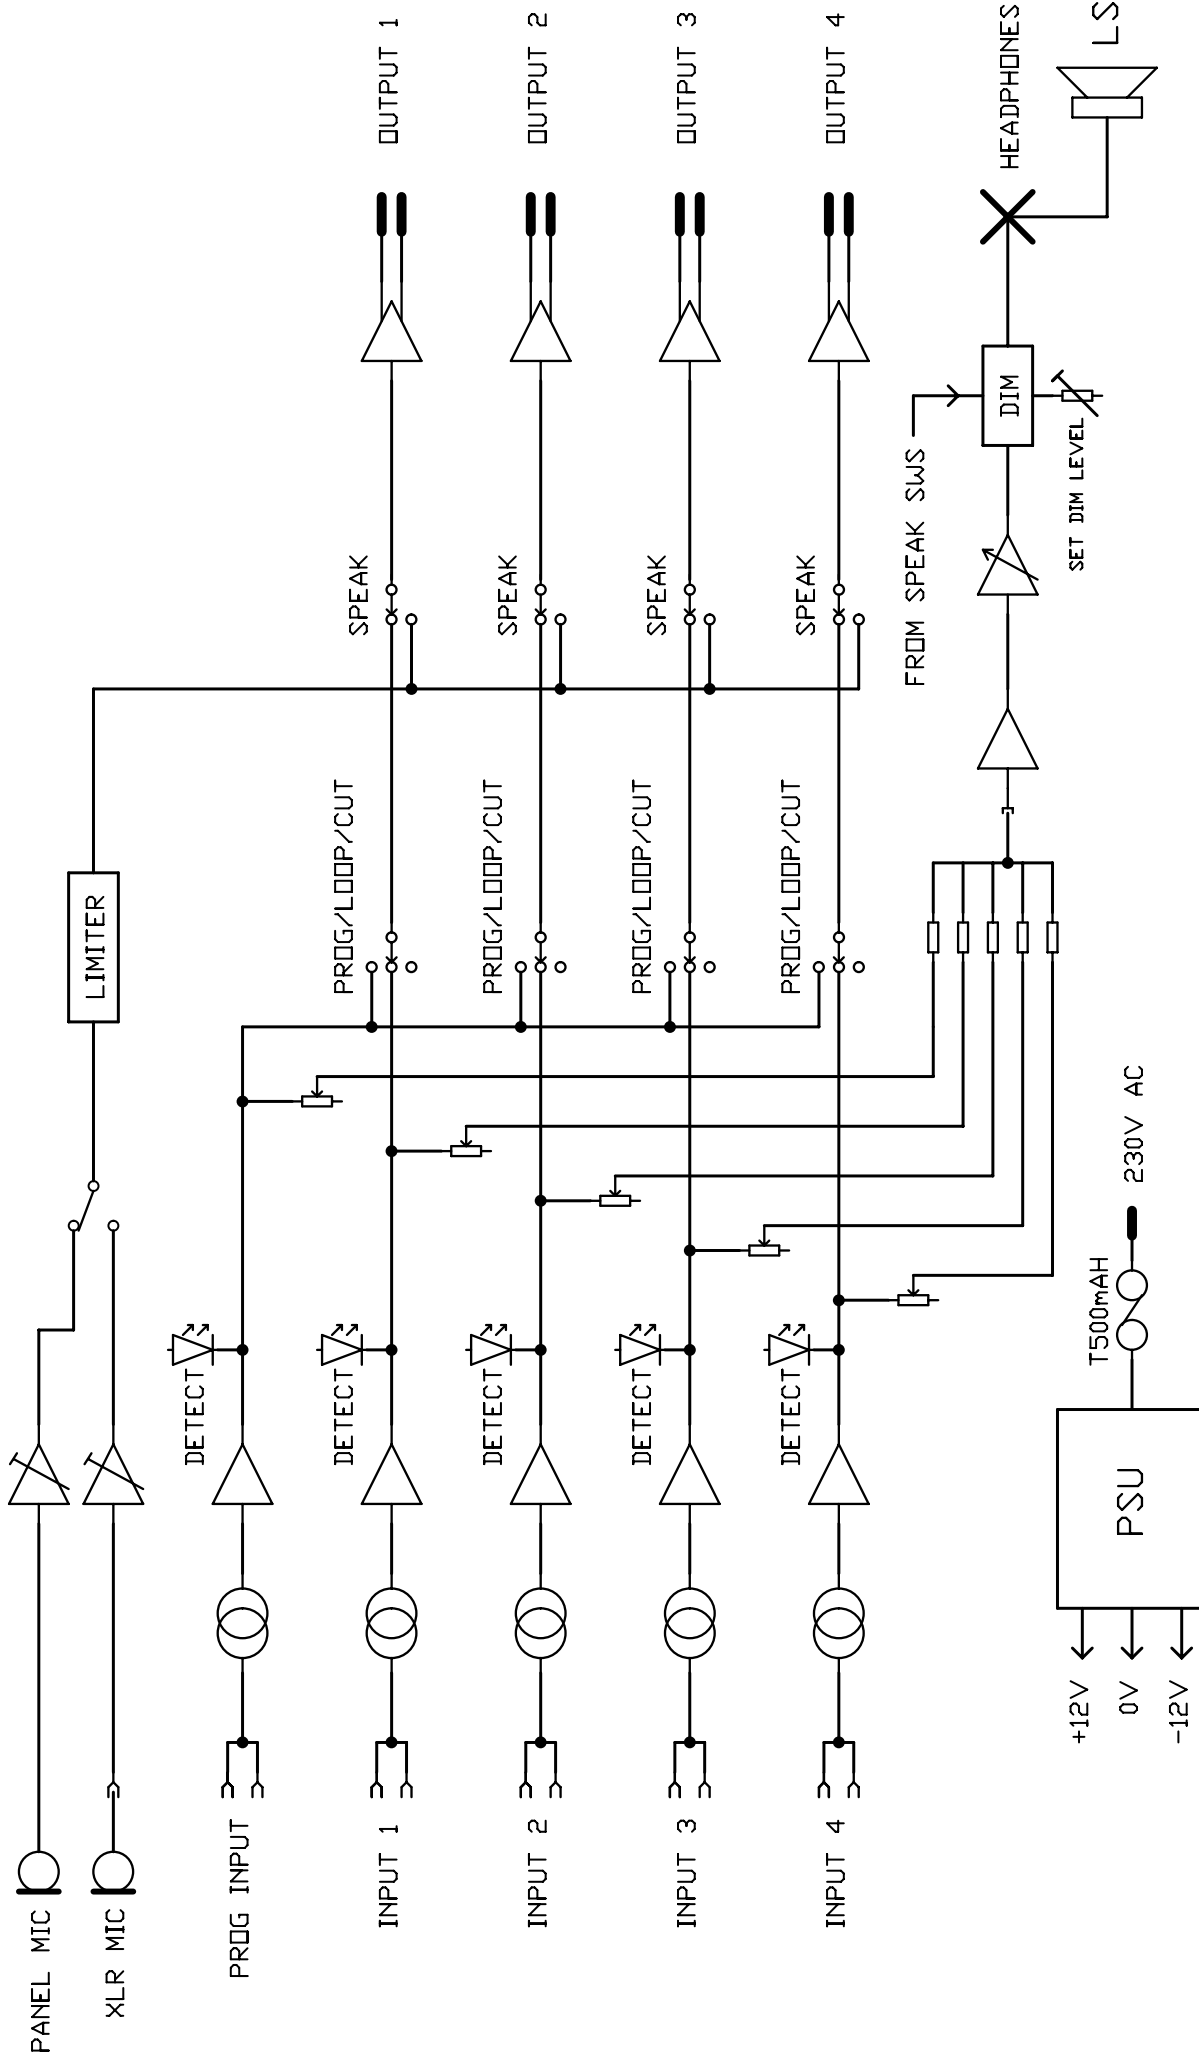 PANEL MIC
XLR MIC
LIMITER
PROG INPUT
DETECT
INPUT 1
DETECT
PROG/LOOP/CUT
SPEAK
OUTPUT 1
INPUT 2
DETECT
PROG/LOOP/CUT
SPEAK
OUTPUT 2
INPUT 3
DETECT
PROG/LOOP/CUT
SPEAK
OUTPUT 3
INPUT 4
DETECT
PROG/LOOP/CUT
SPEAK
OUTPUT 4
FROM SPEAK SWS
DIM
SET DIM LEVEL
HEADPHONES
LS
+12V
0V
-12V
PSU
T500mAH
230V AC